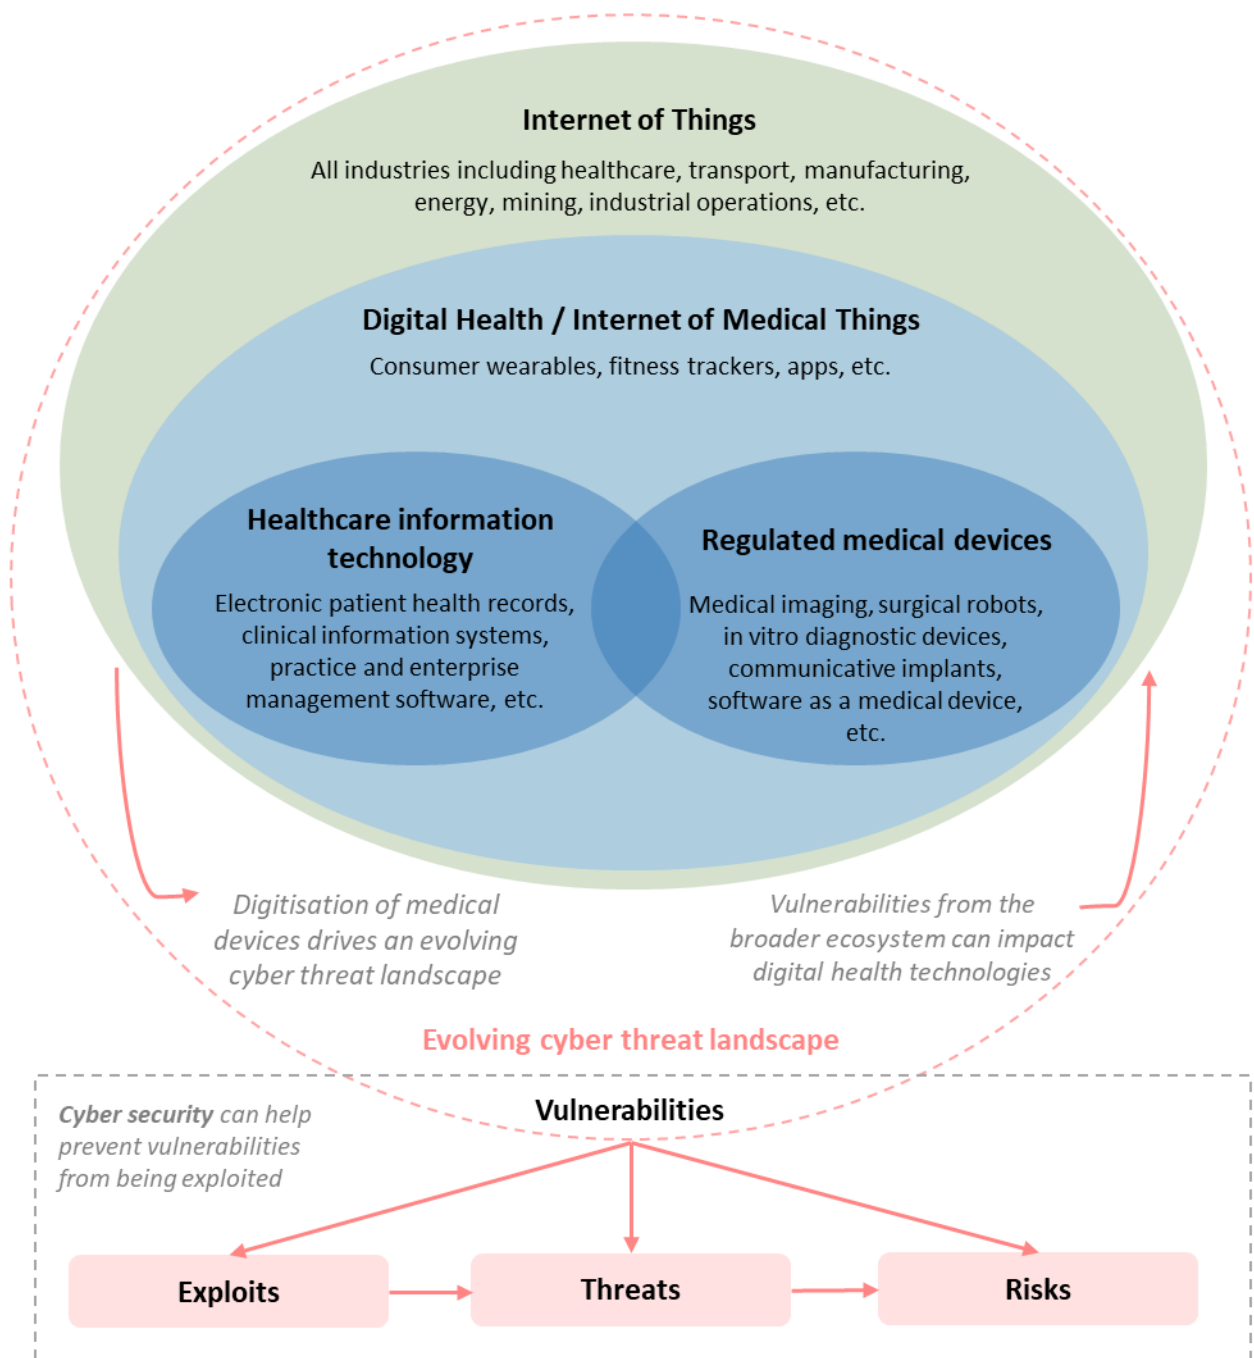 Internet of Things
All industries including healthcare, transport, manufacturing,
energy, mining, industrial operations, etc.
Digital Health / Internet of Medical Things
Consumer wearables, fitness trackers, apps, etc.
Healthcare information
technology
Electronic patient health records,
clinical information systems,
practice and enterprise
management software, etc.
Regulated medical devices
Medical imaging, surgical robots,
in vitro diagnostic devices,
communicative implants,
software as a medical device,
etc.
Digitisation of medical
devices drives an evolving
cyber threat landscape
Vulnerabilities from the
broader ecosystem can impact
digital health technologies
Evolving cyber threat landscape
Cyber security can help
prevent vulnerabilities
from being exploited
Vulnerabilities
Exploits
Threats
Risks